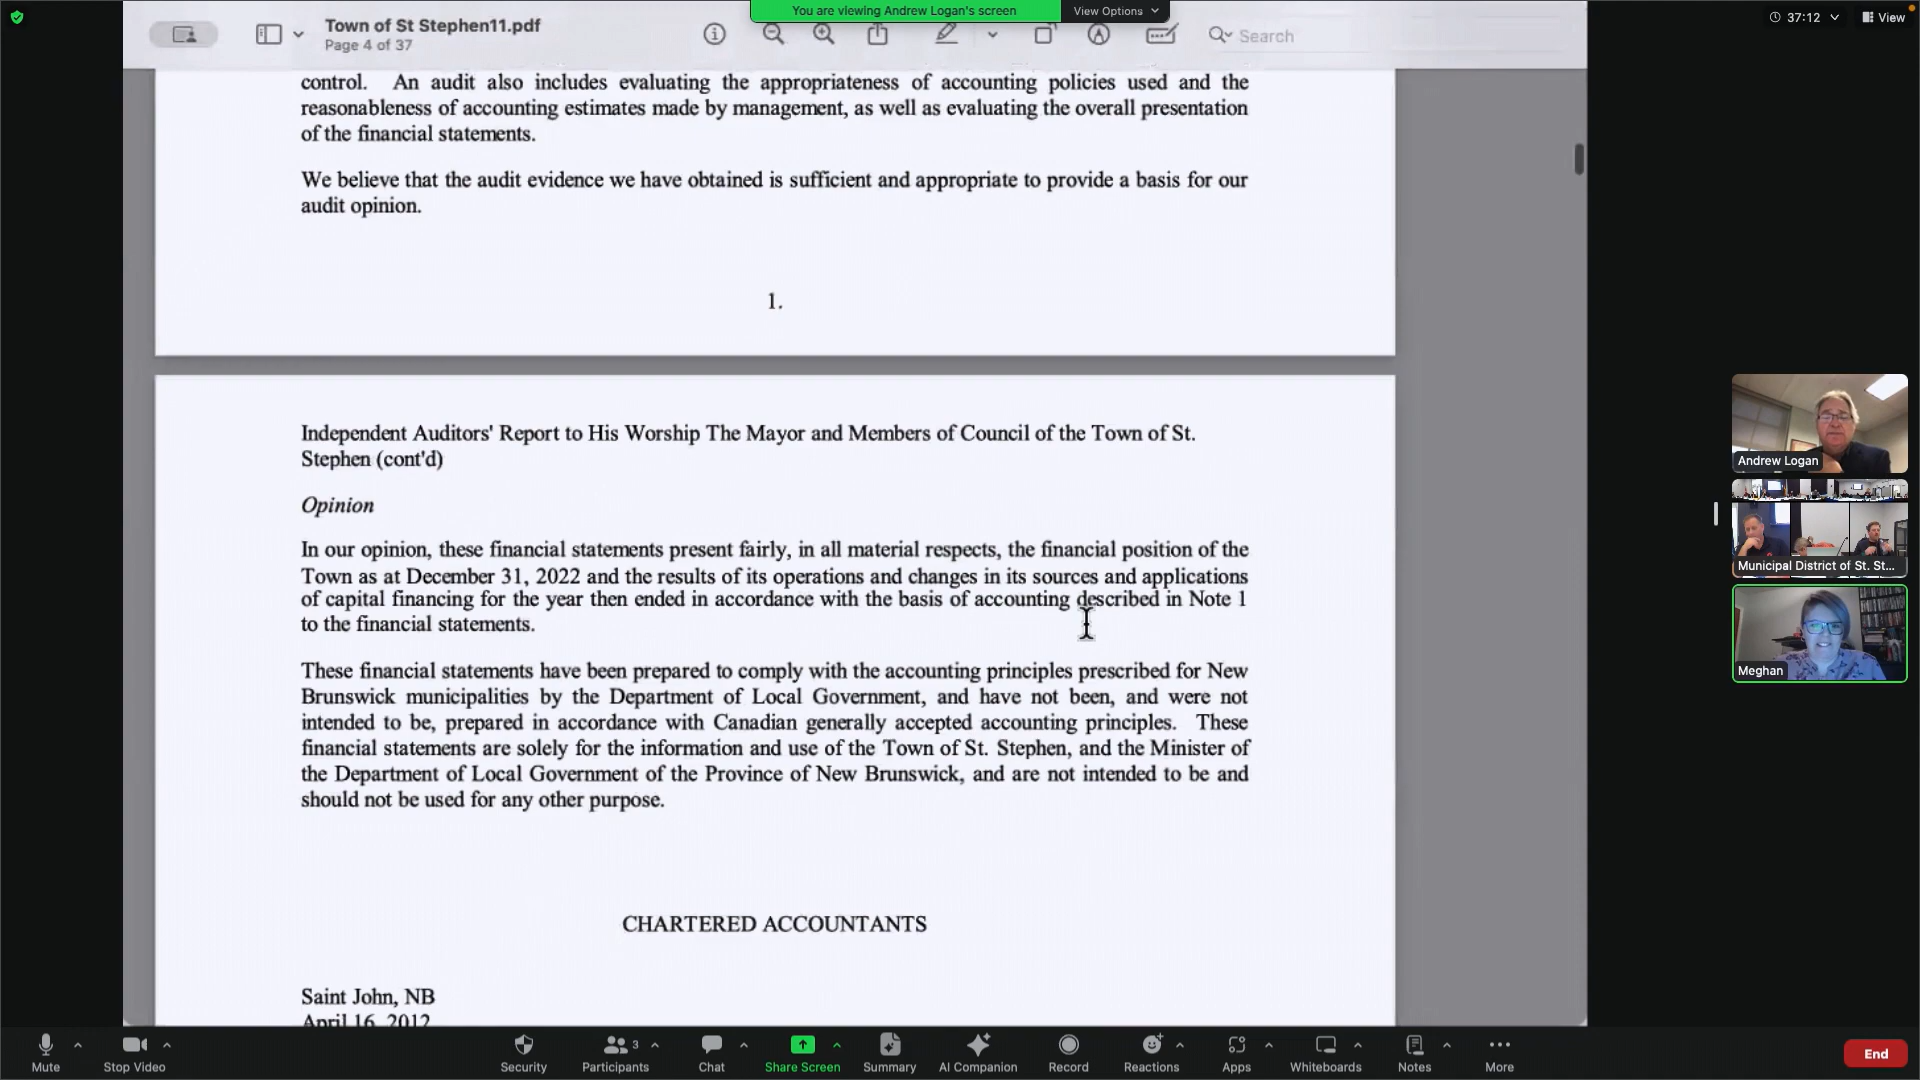 You are viewing Andrew Logan's screen
View Options
37:12
View
Town of St Stephen11.pdf
Page 4 of 37
Search
control. An audit also includes evaluating the appropriateness of accounting policies used and the
reasonableness of accounting estimates made by management, as well as evaluating the overall presentation
of the financial statements.
We believe that the audit evidence we have obtained is sufficient and appropriate to provide a basis for our
audit opinion.
1.
Independent Auditors' Report to His Worship The Mayor and Members of Council of the Town of St.
Stephen (cont'd)
Opinion
In our opinion, these financial statements present fairly, in all material respects, the financial position of the
Town as at December 31, 2022 and the results of its operations and changes in its sources and applications
of capital financing for the year then ended in accordance with the basis of accounting described in Note 1
to the financial statements.
These financial statements have been prepared to comply with the accounting principles prescribed for New
Brunswick municipalities by the Department of Local Government, and have not been, and were not
intended to be, prepared in accordance with Canadian generally accepted accounting principles. These
financial statements are solely for the information and use of the Town of St. Stephen, and the Minister of
the Department of Local Government of the Province of New Brunswick, and are not intended to be and
should not be used for any other purpose.
CHARTERED ACCOUNTANTS
Saint John, NB
April 16, 2012
Andrew Logan
Municipal District of St. St...
Meghan
Mute
Stop Video
Security
Participants
3
Chat
Share Screen
Summary
AI Companion
Record
Reactions
Apps
Whiteboards
Notes
More
End